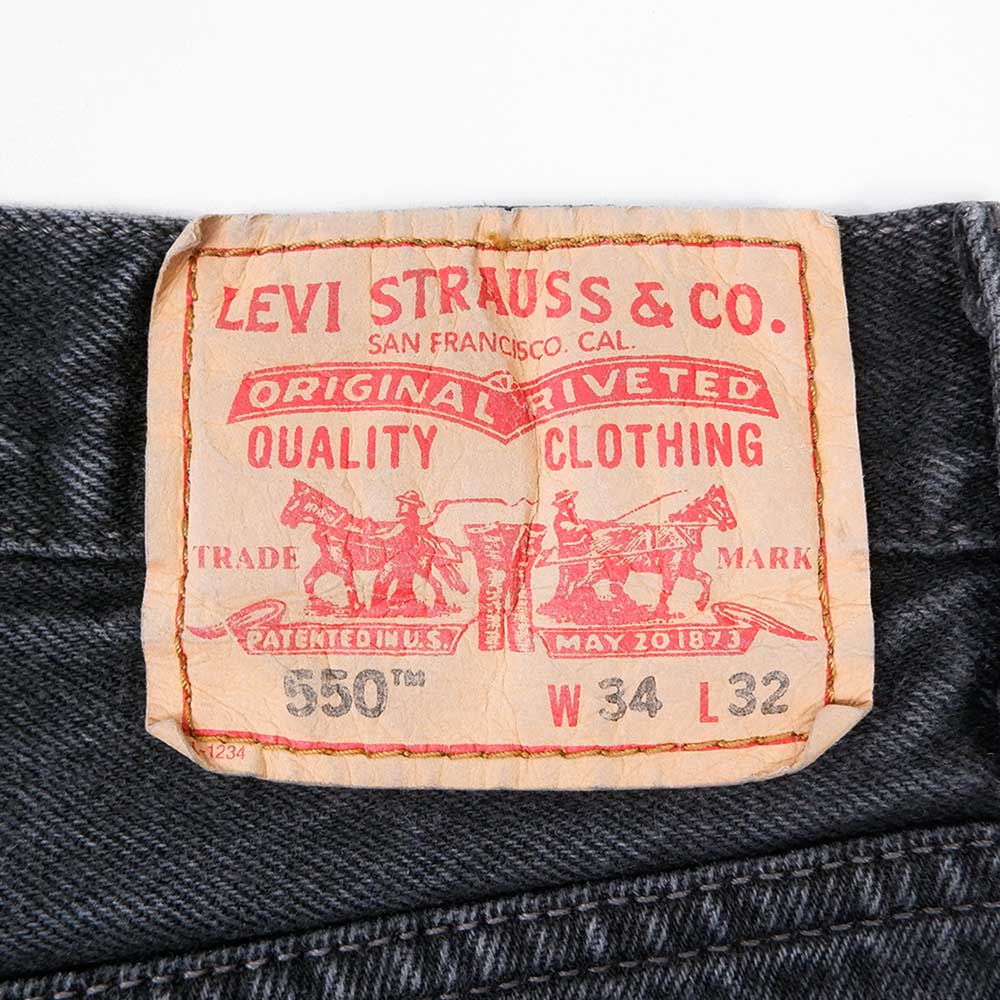 LEVI STRAUSS & CO.
SAN FRANCISCO. CAL.
ORIGINAL RIVETED
QUALITY CLOTHING
TRADE MARK
PATENTED IN U.S. MAY 20 1873
550™ W 34 L 32
1234